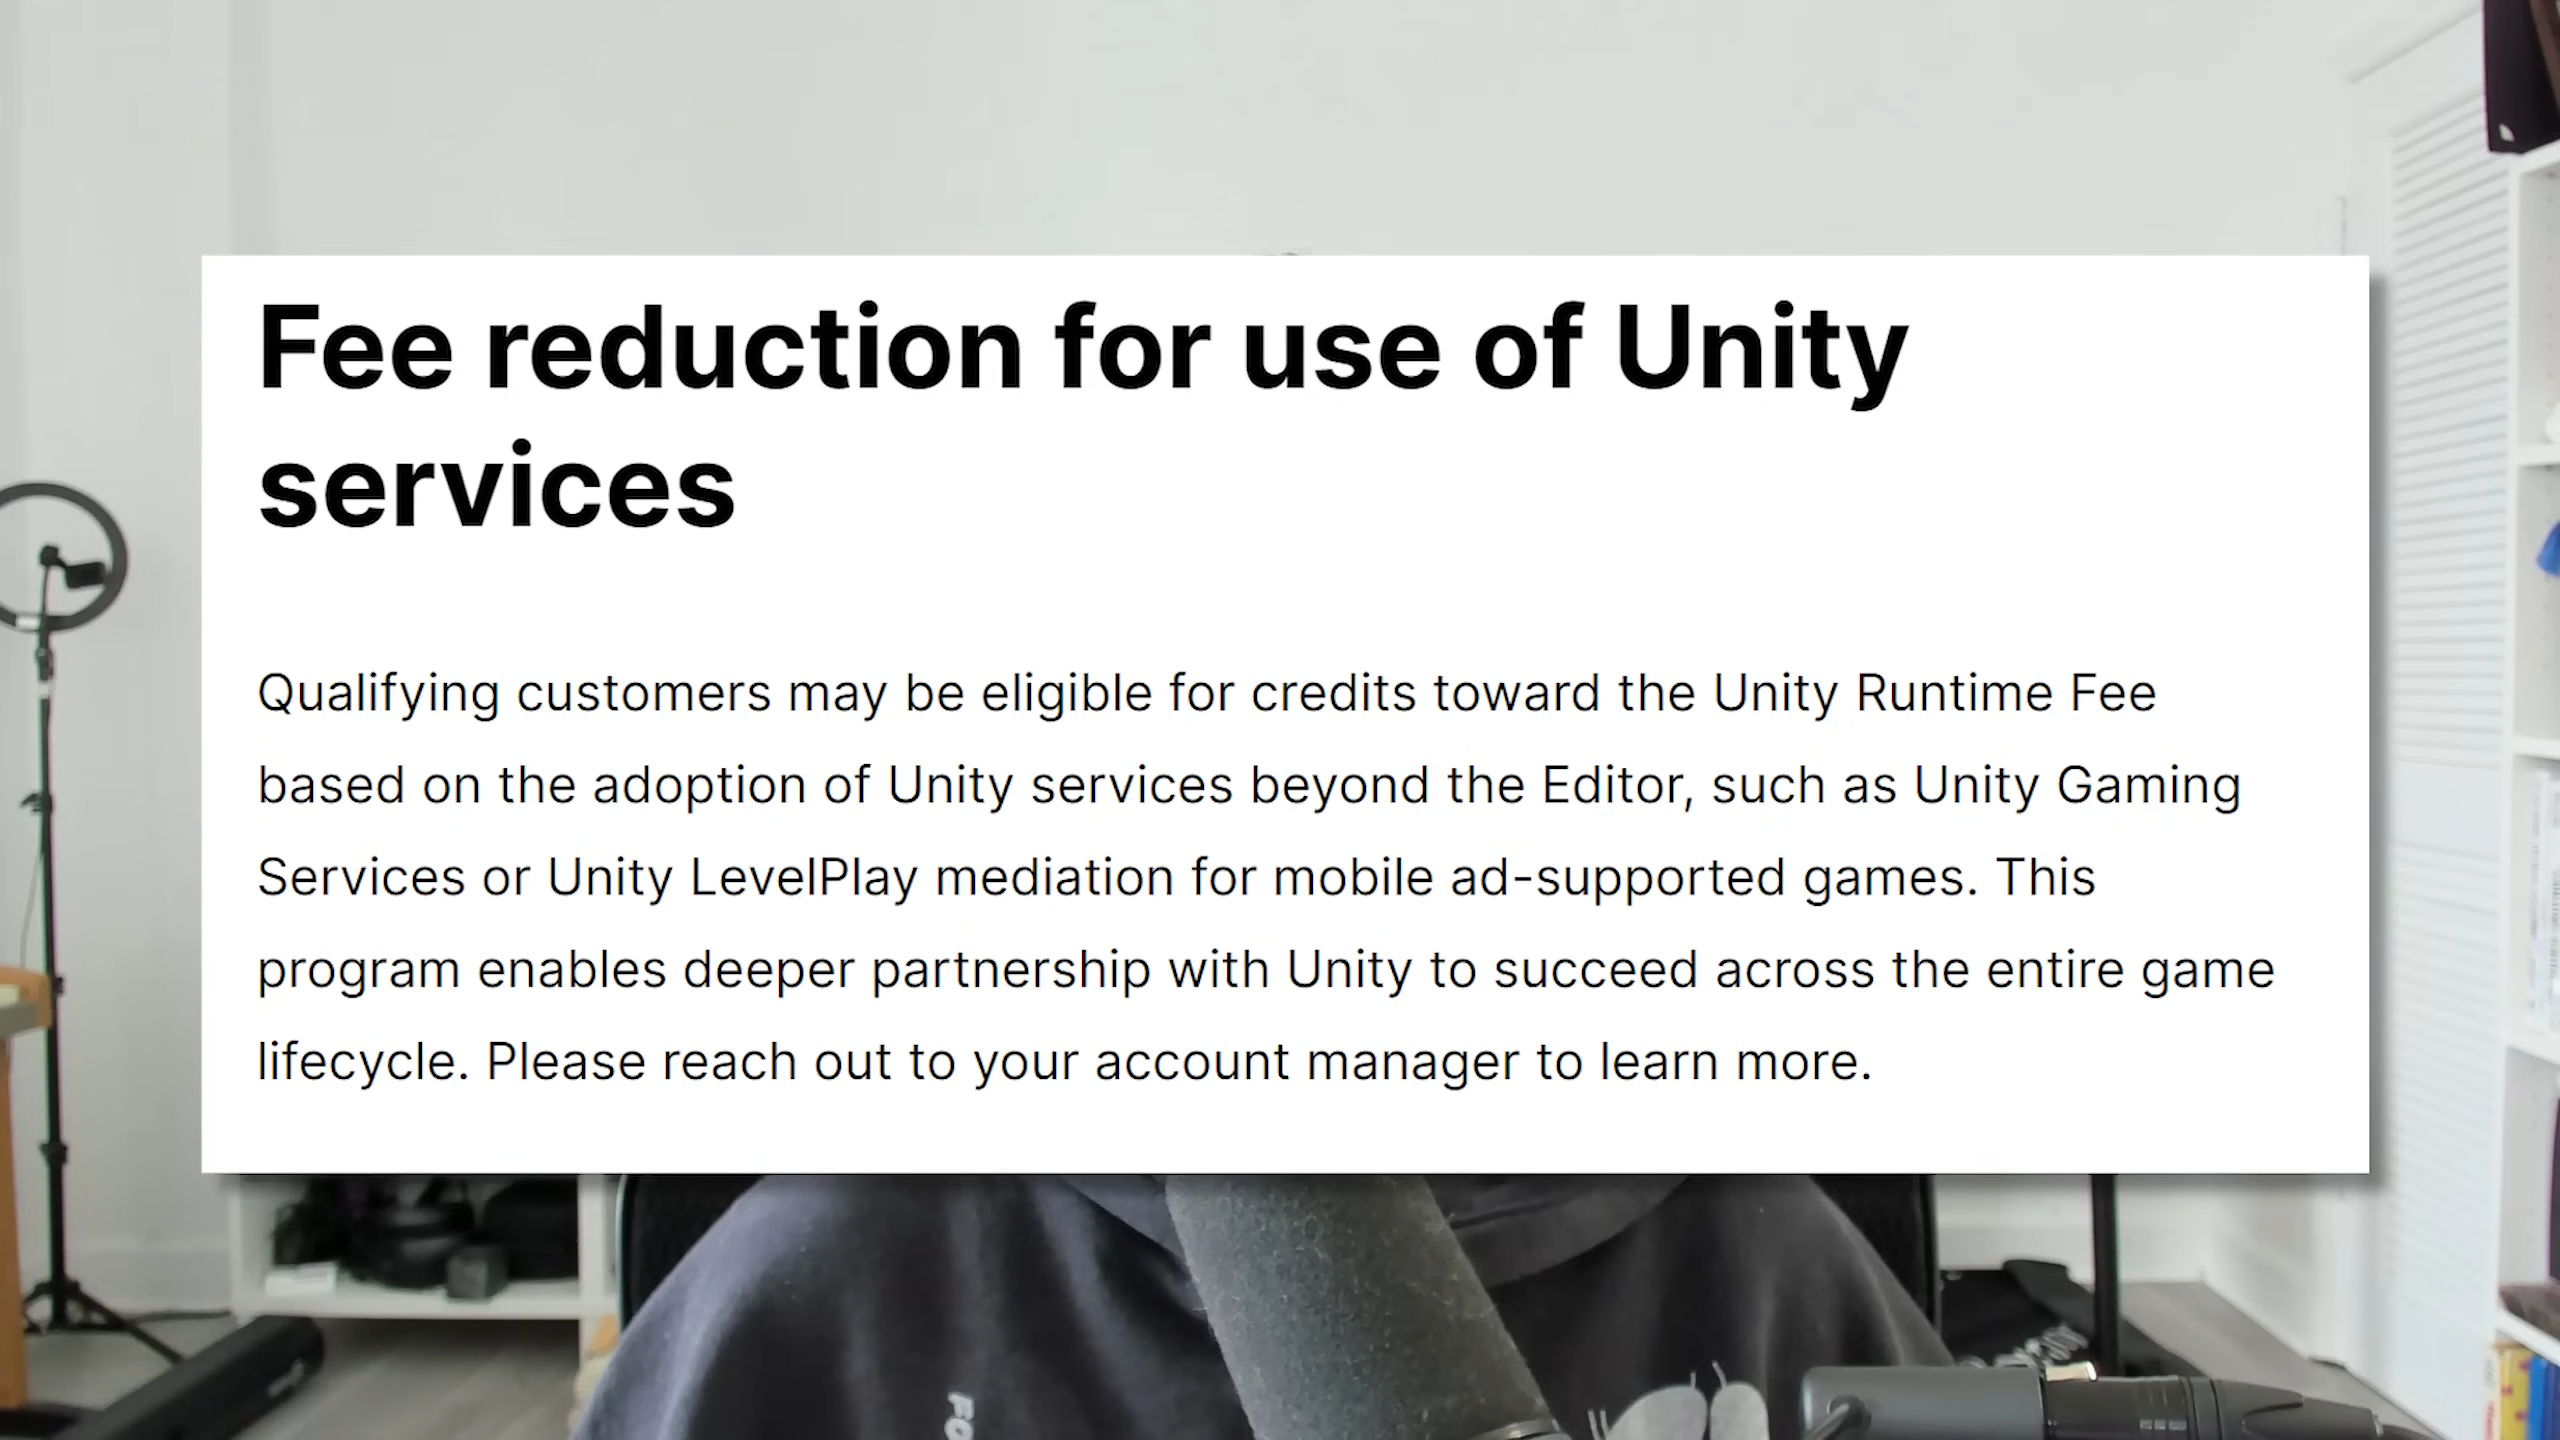 Fee reduction for use of Unity
services
Qualifying customers may be eligible for credits toward the Unity Runtime Fee
based on the adoption of Unity services beyond the Editor, such as Unity Gaming
Services or Unity LevelPlay mediation for mobile ad-supported games. This
program enables deeper partnership with Unity to succeed across the entire game
lifecycle. Please reach out to your account manager to learn more.
FO